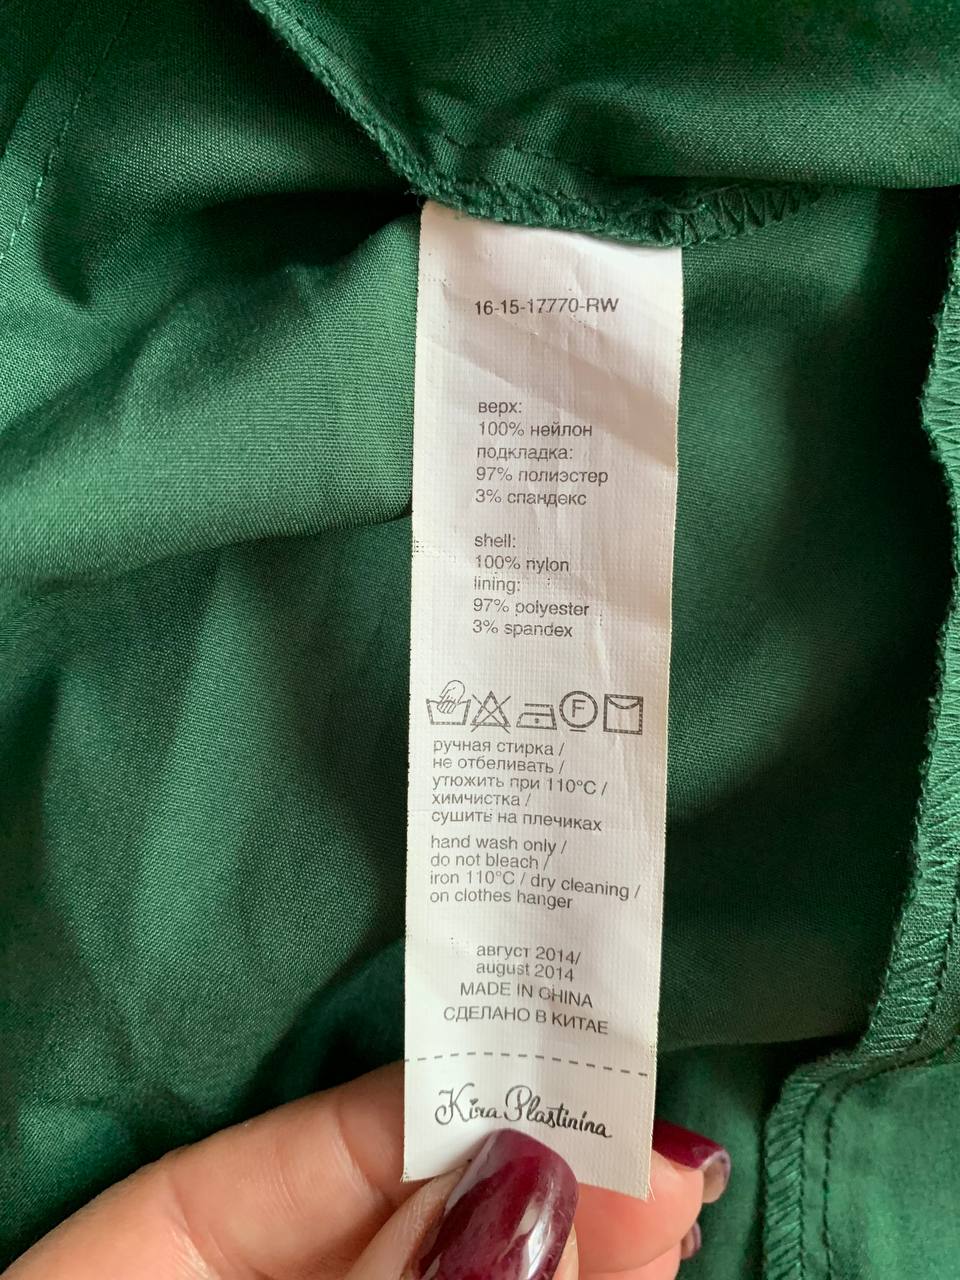 16-15-17770-RW
верх:
100% нейлон
подкладка:
97% полиэстер
3% спандекс
shell:
100% nylon
lining:
97% polyester
3% spandex
F
ручная стирка /
не отбеливать /
утюжить при 110°C /
химчистка /
сушить на плечиках
hand wash only /
do not bleach /
iron 110°C / dry cleaning /
on clothes hanger
август 2014/
august 2014
MADE IN CHINA
СДЕЛАНО В КИТАЕ
Kira Plastinina